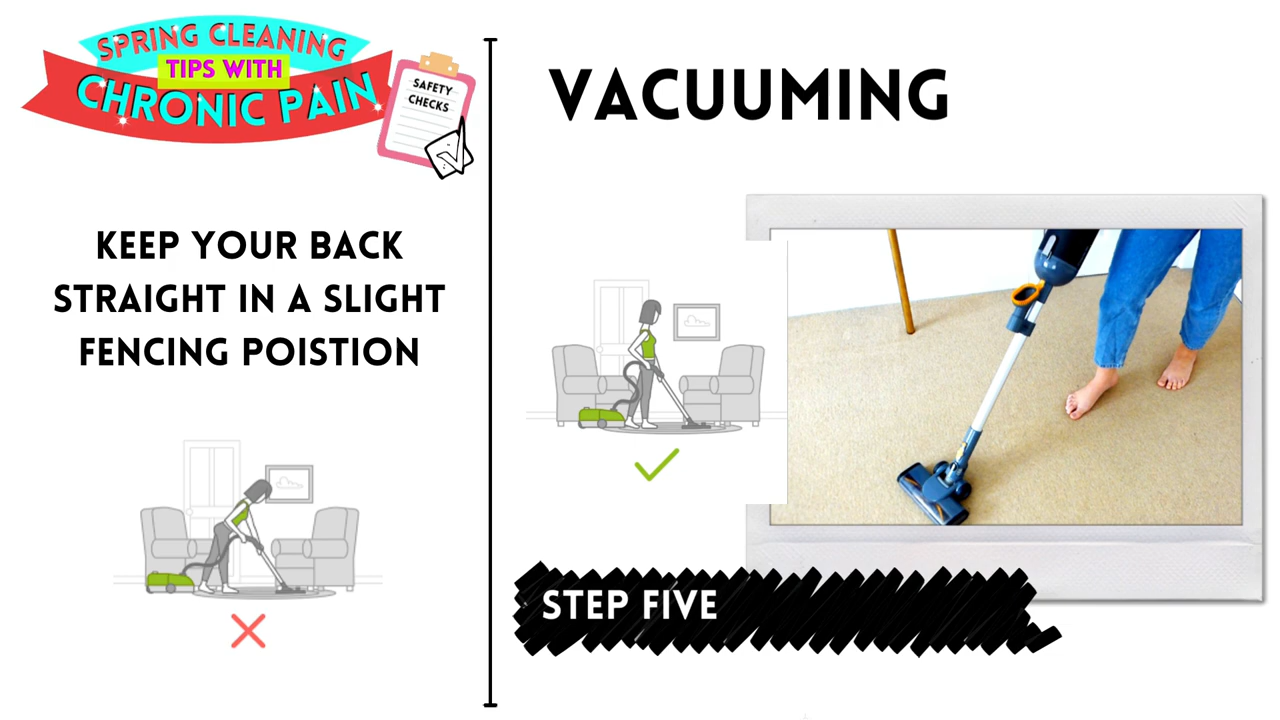 SPRING CLEANING
TIPS WITH
CHRONIC PAIN
SAFETY
CHECKS
KEEP YOUR BACK
STRAIGHT IN A SLIGHT
FENCING POISTION
VACUUMING
STEP FIVE